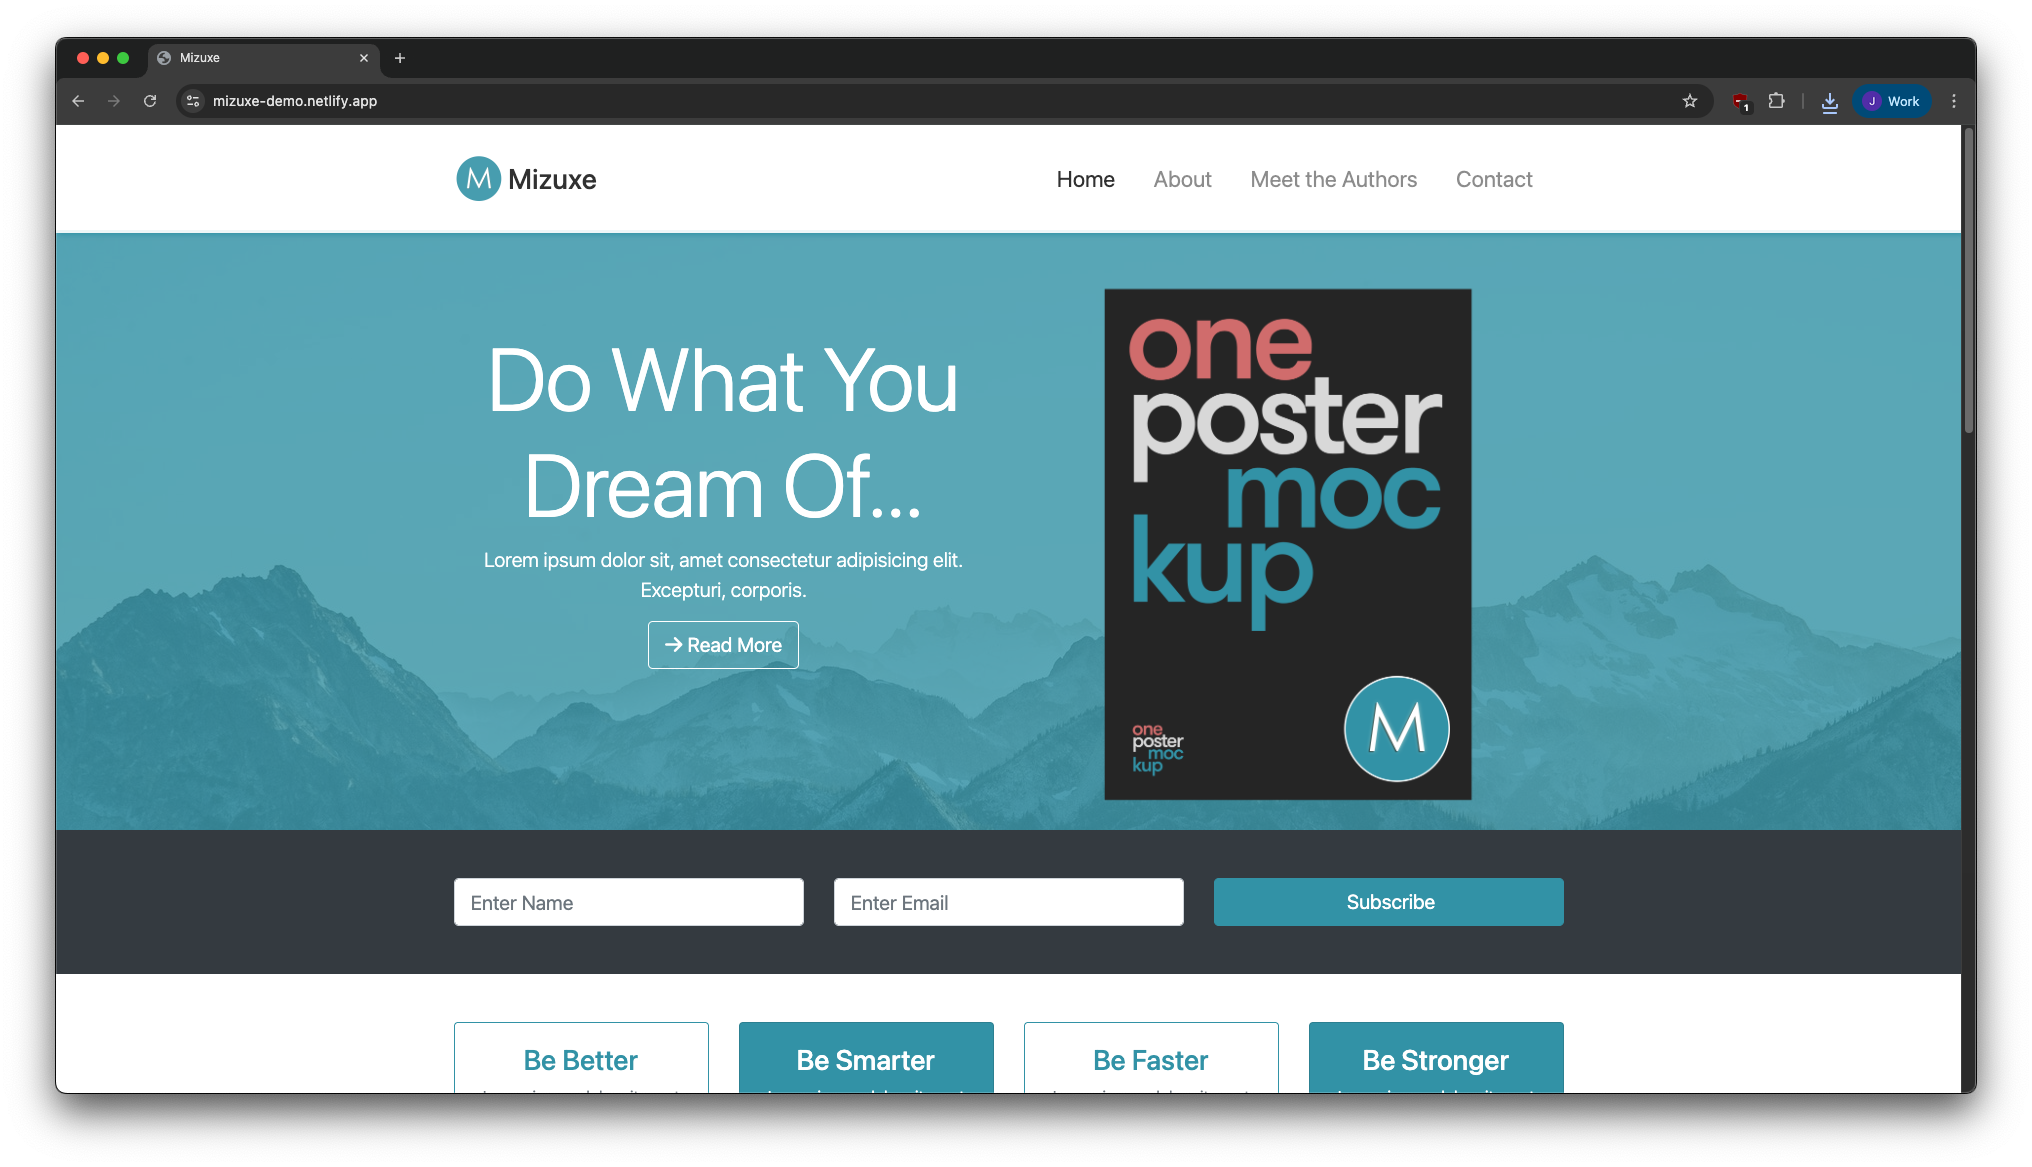 Mizuxe
mizuxe-demo.netlify.app
1
J
Work
M Mizuxe
Home
About
Meet the Authors
Contact
Do What You
Dream Of...
Lorem ipsum dolor sit, amet consectetur adipisicing elit.
Excepturi, corporis.
Read More
one
poster
moc
kup
one
poster
moc
kup
M
Enter Name
Enter Email
Subscribe
Be Better
Be Smarter
Be Faster
Be Stronger